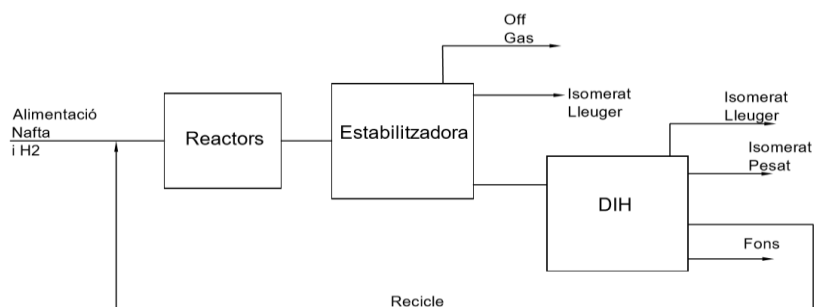 Off
Gas
Alimentació
Nafta
i H2
Reactors
Estabilitzadora
Isomerat
Lleuger
Isomerat
Lleuger
Isomerat
Pesat
DIH
Fons
Recicle